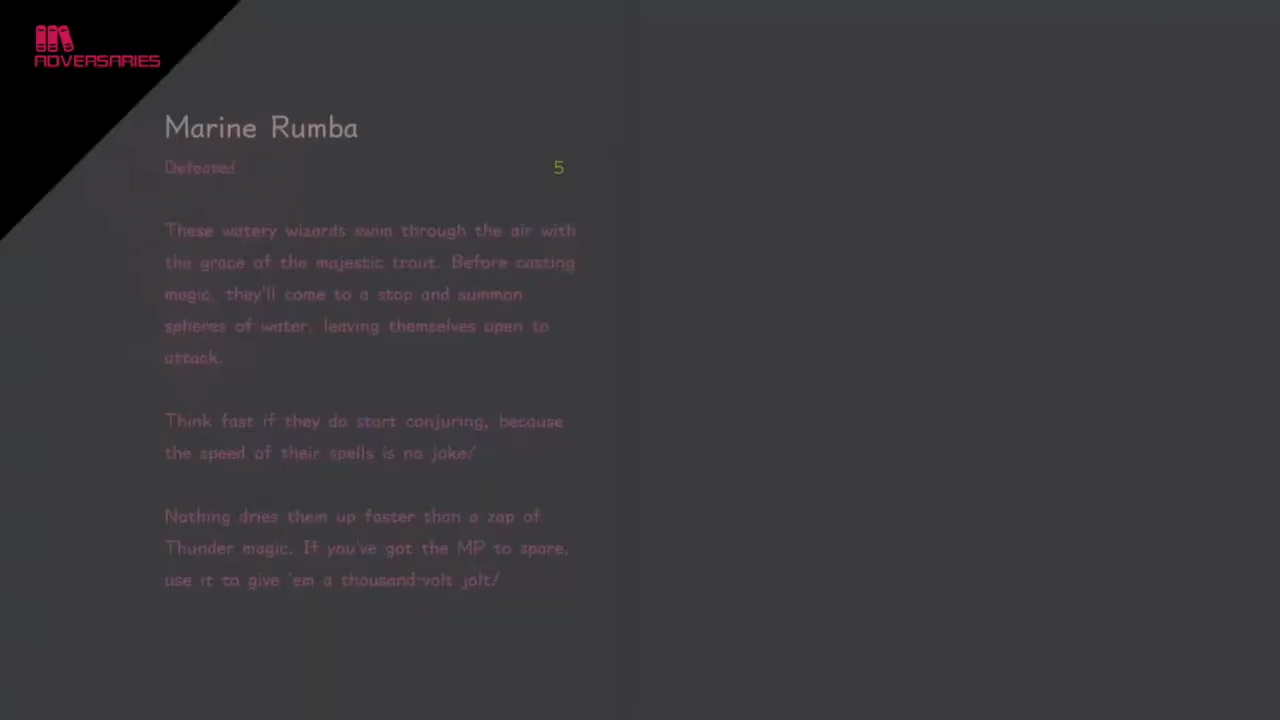 ADVERSARIES
Marine Rumba
Defeated 5
These watery wizards swim through the air with
the grace of the majestic trout. Before casting
magic, they'll come to a stop and summon
spheres of water, leaving themselves open to
attack.
Think fast if they do start conjuring, because
the speed of their spells is no joke!
Nothing dries them up faster than a zap of
Thunder magic. If you've got the MP to spare,
use it to give 'em a thousand-volt jolt!